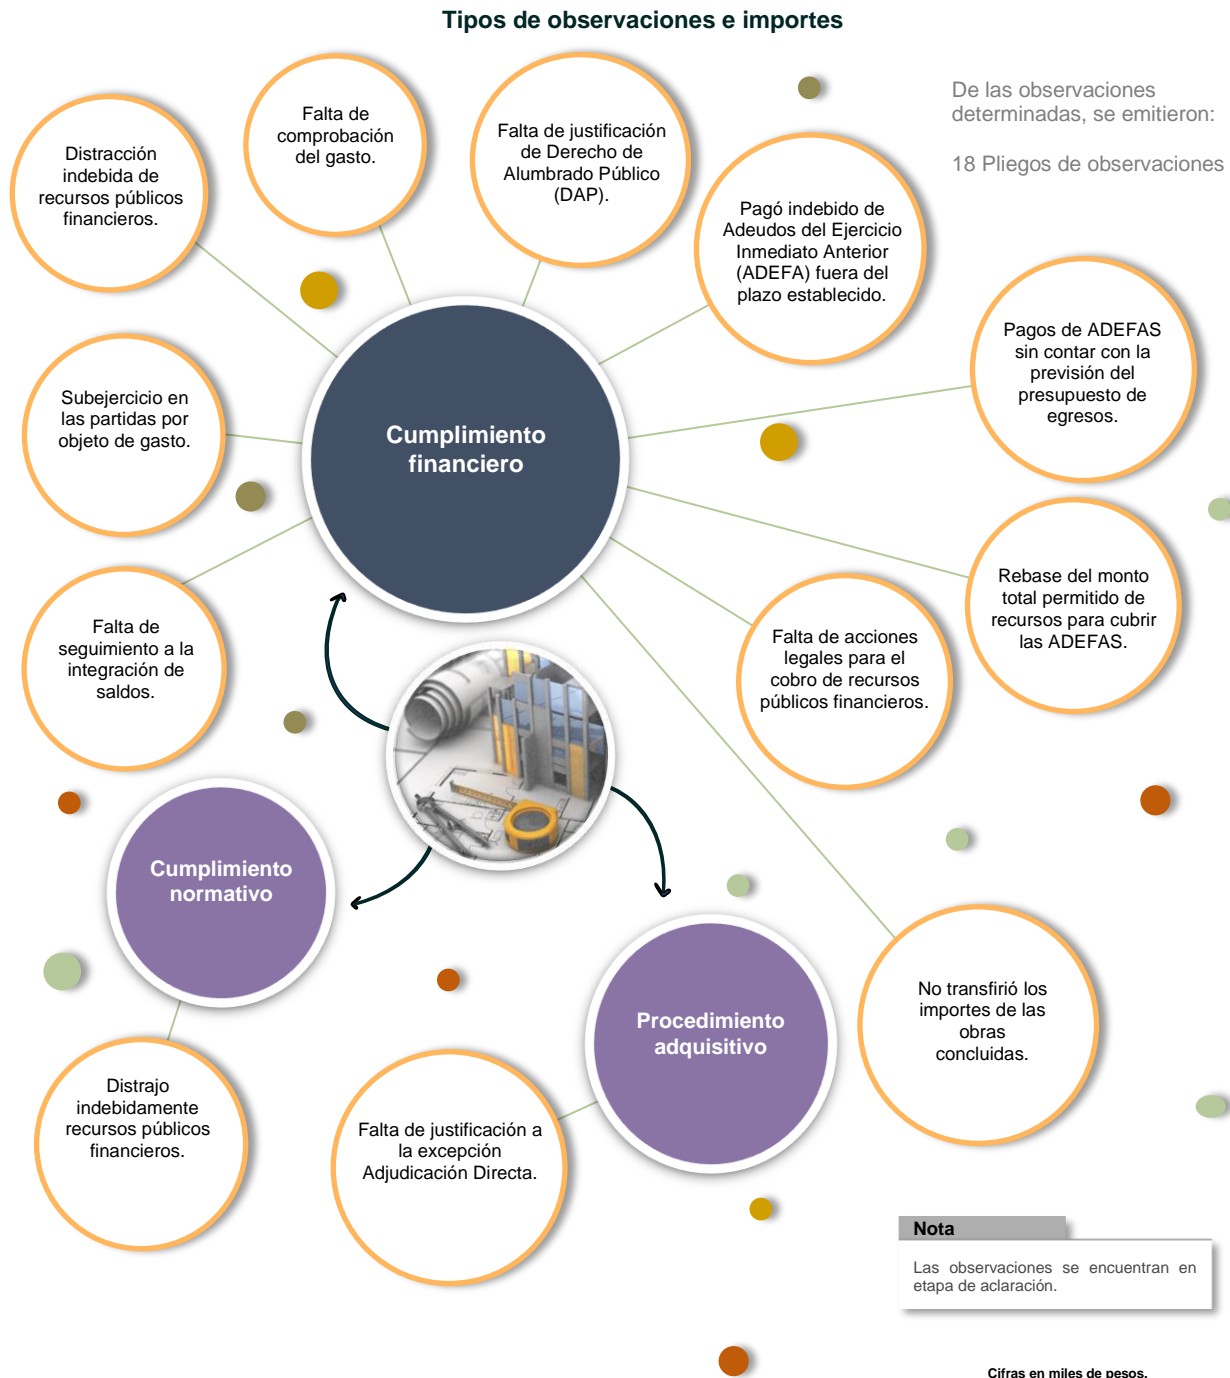 Tipos de observaciones e importes
De las observaciones
determinadas, se emitieron:
18 Pliegos de observaciones
Falta de
comprobación
del gasto.
Falta de justificación
de Derecho de
Alumbrado Público
(DAP).
Distracción
indebida de
recursos públicos
financieros.
Pagó indebido de
Adeudos del Ejercicio
Inmediato Anterior
(ADEFA) fuera del
plazo establecido.
Pagos de ADEFAS
sin contar con la
previsión del
presupuesto de
egresos.
Subejercicio en
las partidas por
objeto de gasto.
Cumplimiento
financiero
Rebase del monto
total permitido de
recursos para cubrir
las ADEFAS.
Falta de
seguimiento a la
integración de
saldos.
Falta de acciones
legales para el
cobro de recursos
públicos financieros.
Cumplimiento
normativo
No transfirió los
importes de las
obras
concluidas.
Procedimiento
adquisitivo
Distrajo
indebidamente
recursos públicos
financieros.
Falta de justificación a
la excepción
Adjudicación Directa.
Nota
Las observaciones se encuentran en
etapa de aclaración.
Cifras en miles de pesos.